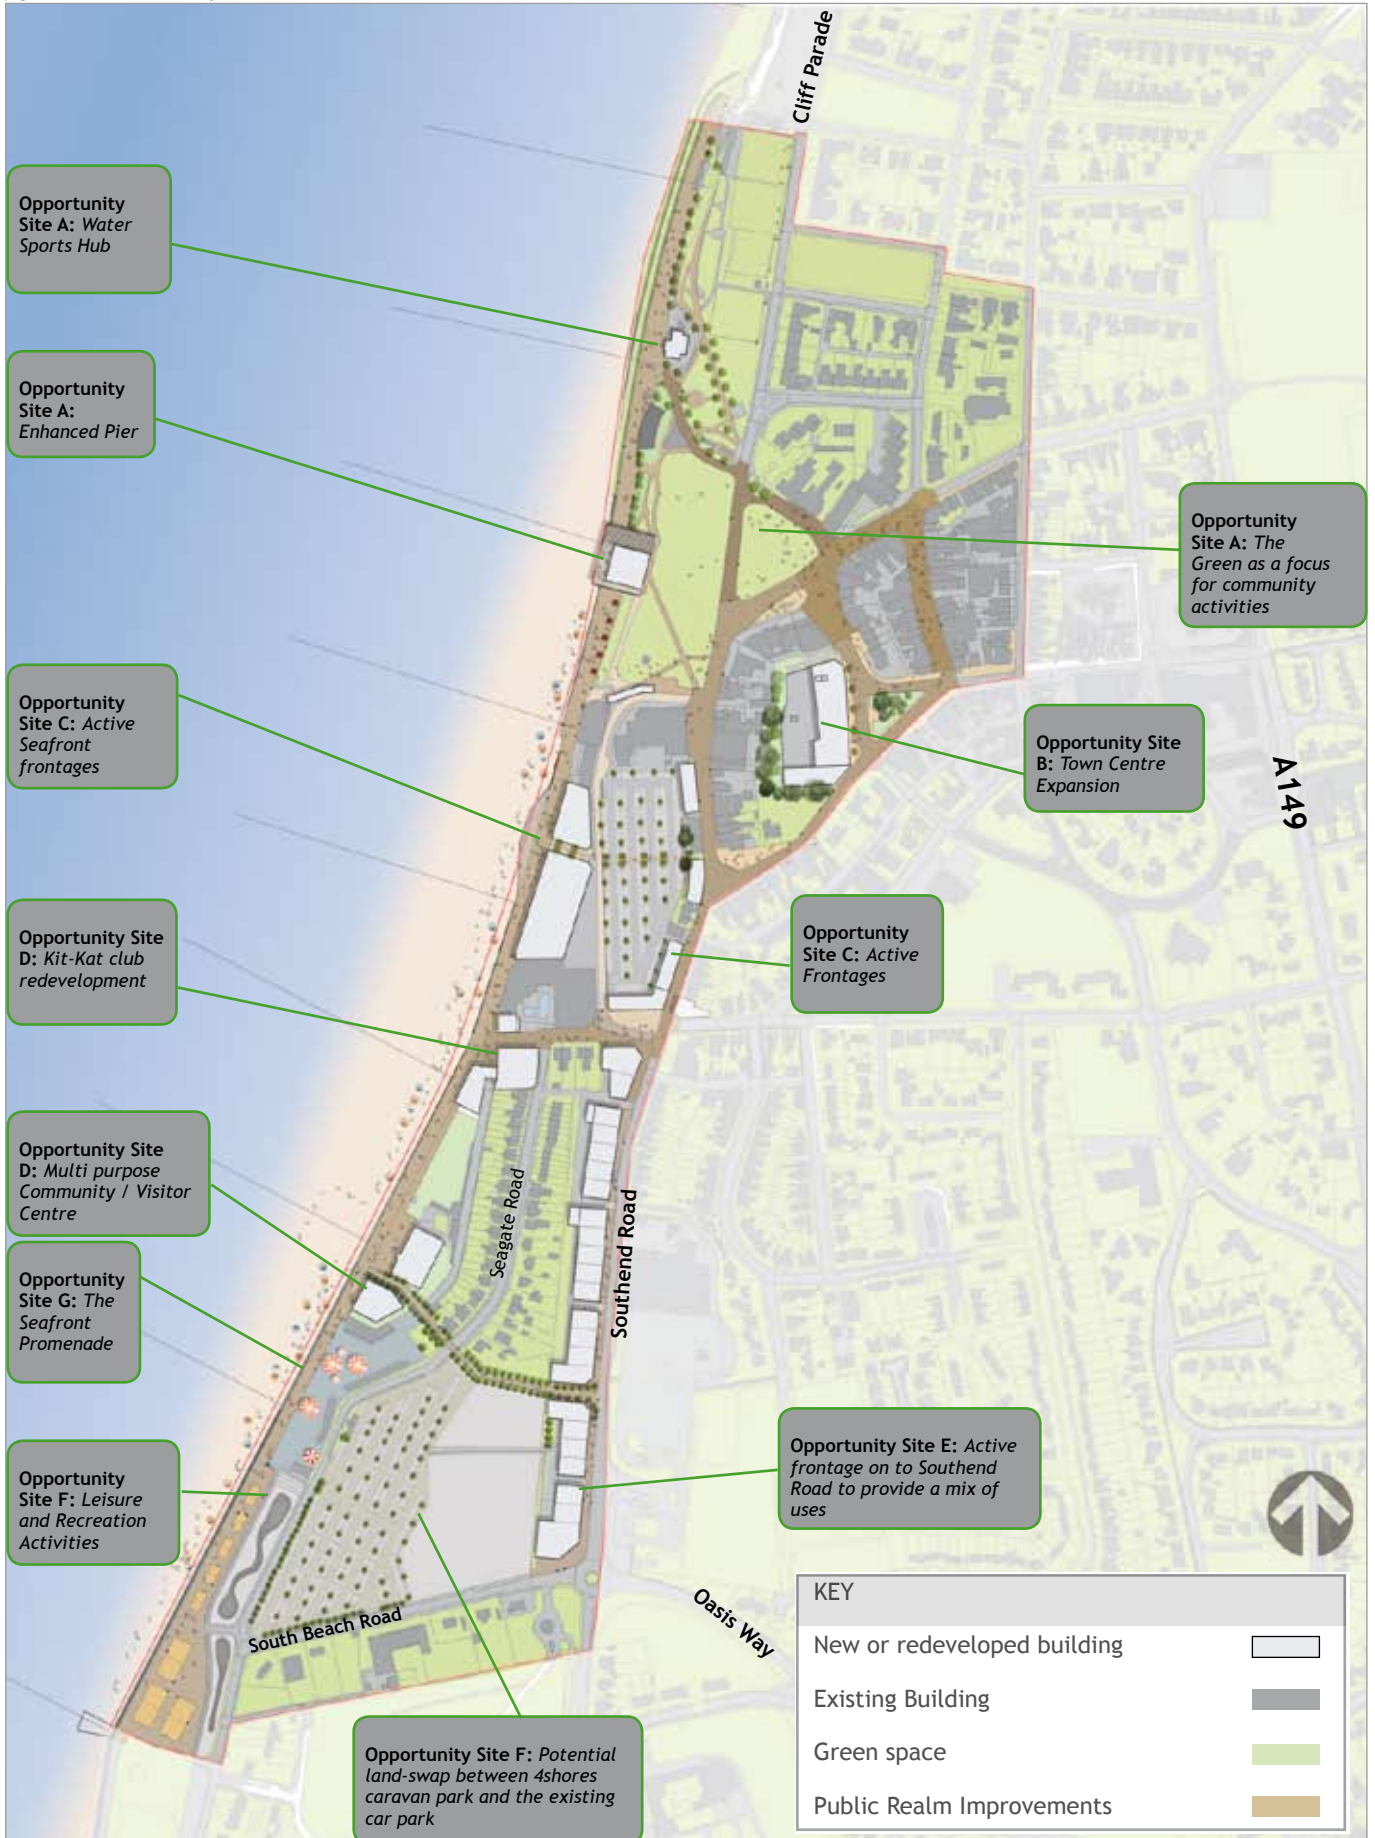 Cliff Parade
Opportunity
Site A: Water
Sports Hub
Opportunity
Site A:
Enhanced Pier
Opportunity
Site A: The
Green as a focus
for community
activities
Opportunity
Site C: Active
Seafront
frontages
Opportunity Site
B: Town Centre
Expansion
A149
Opportunity Site
D: Kit-Kat club
redevelopment
Opportunity
Site C: Active
Frontages
Opportunity Site
D: Multi purpose
Community / Visitor
Centre
Seagate Road
Southend Road
Opportunity
Site G: The
Seafront
Promenade
Opportunity
Site F: Leisure
and Recreation
Activities
Opportunity Site E: Active
frontage on to Southend
Road to provide a mix of
uses
South Beach Road
Oasis Way
Opportunity Site F: Potential
land-swap between 4shores
caravan park and the existing
car park
KEY
New or redeveloped building
Existing Building
Green space
Public Realm Improvements